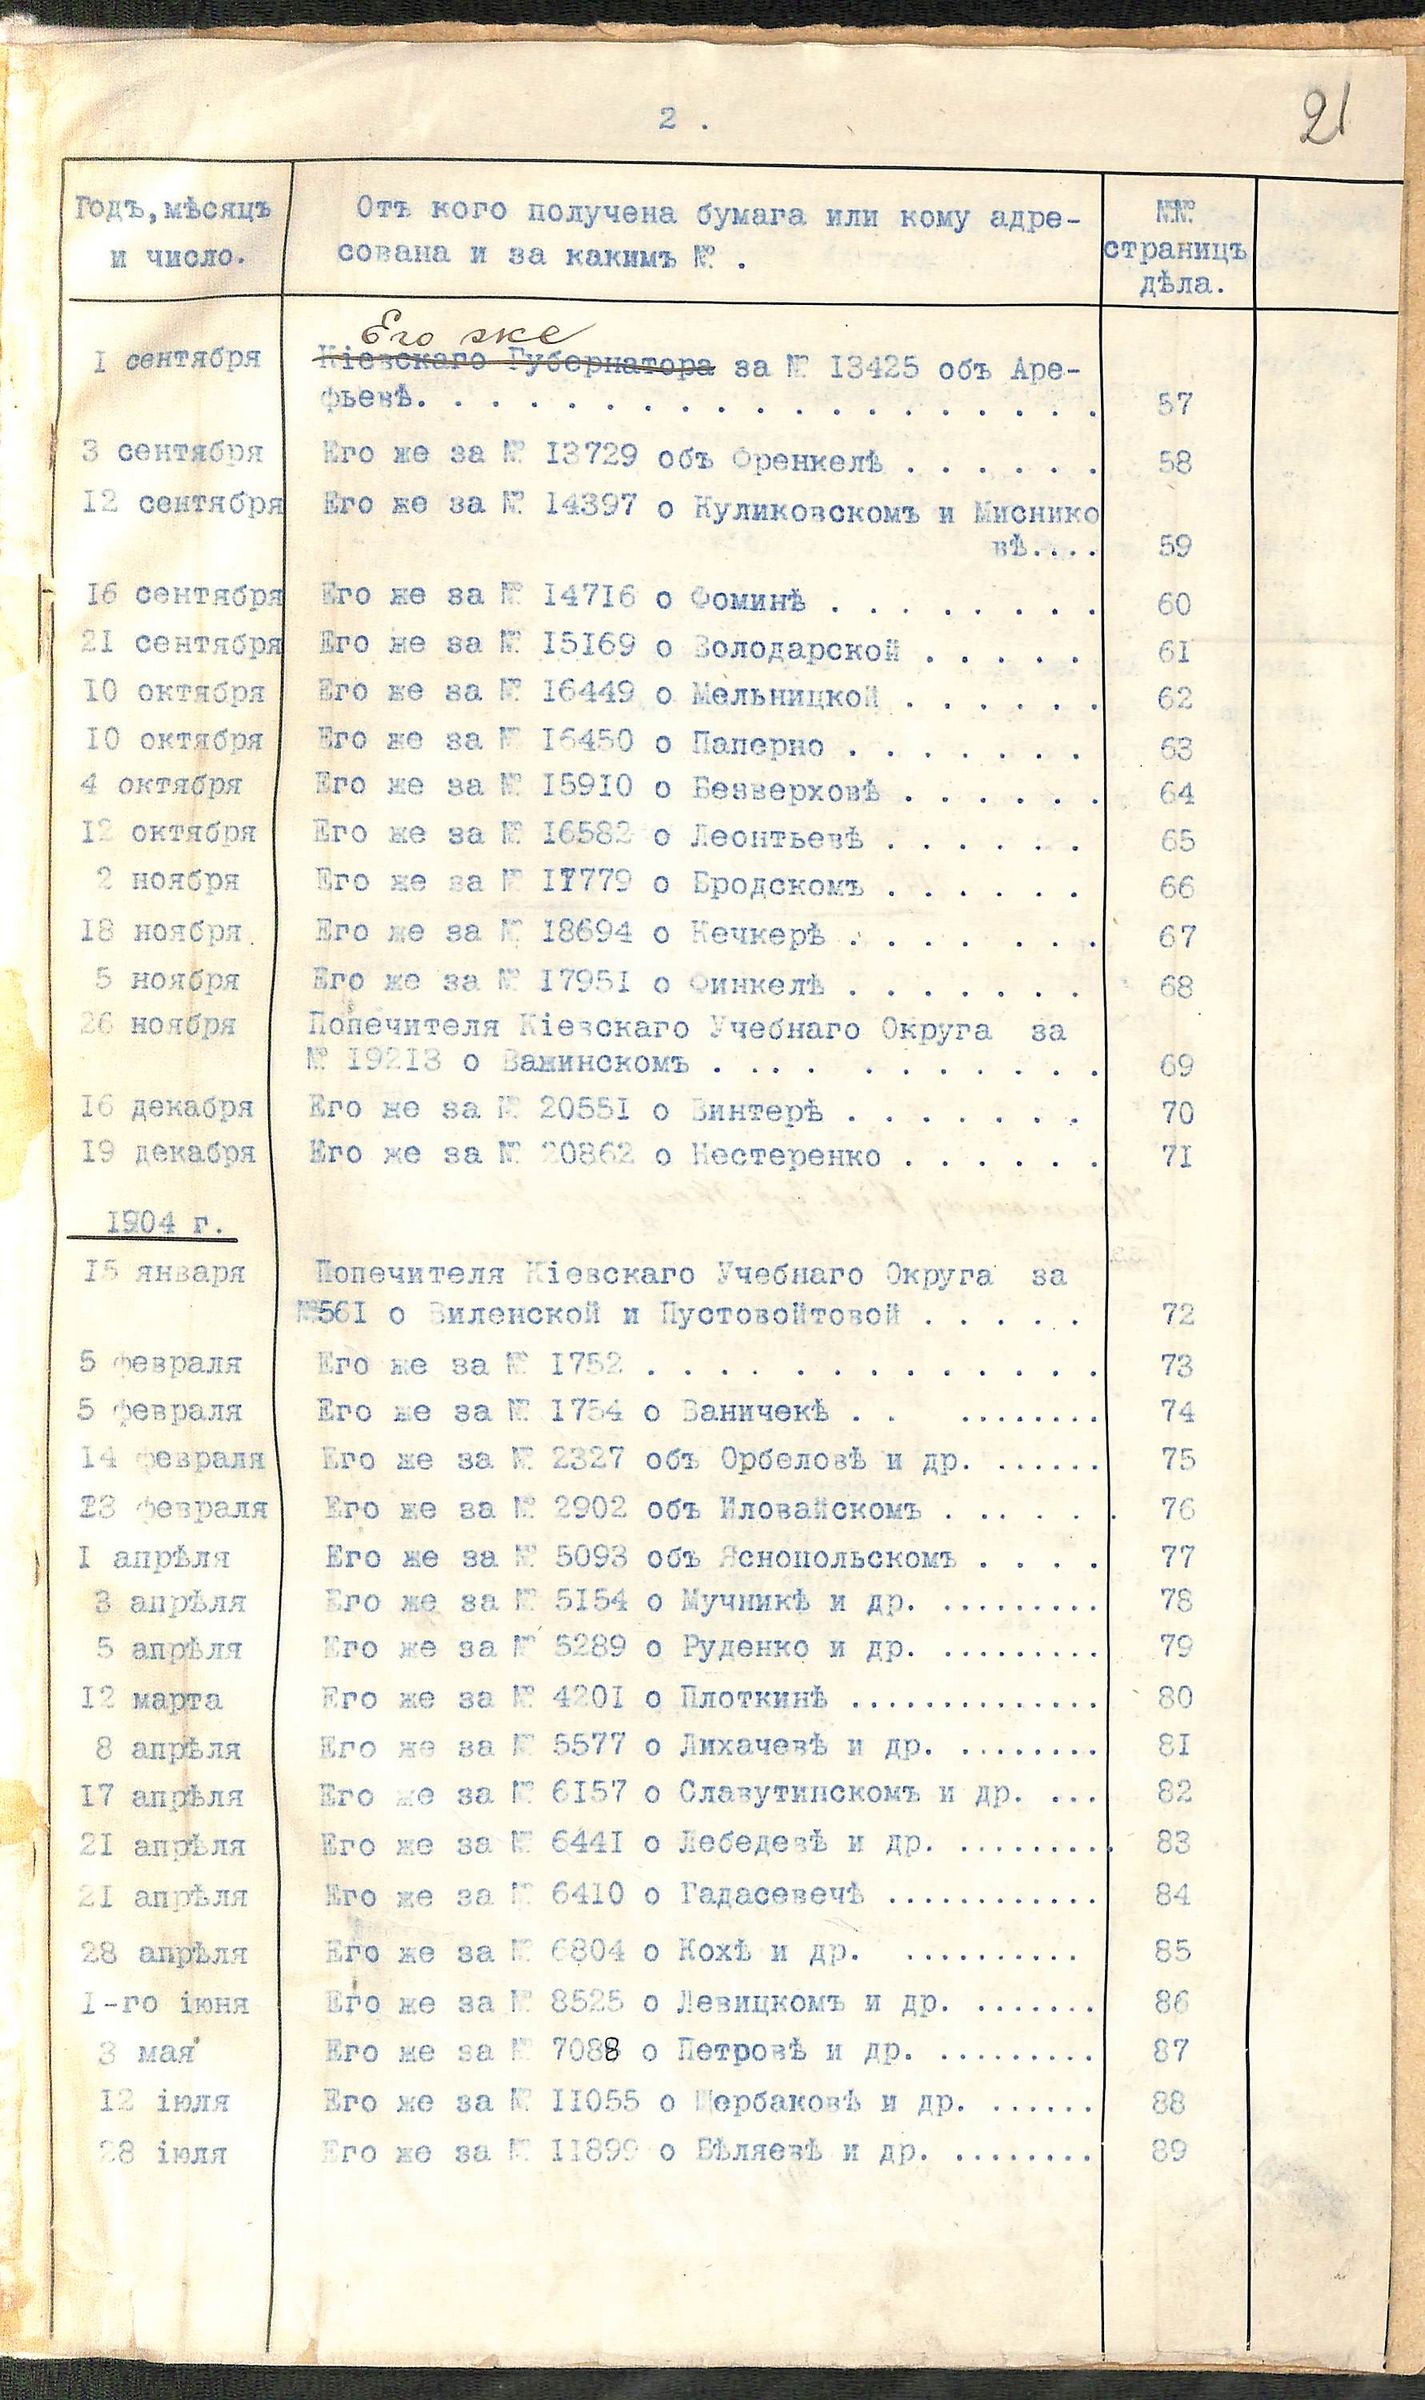 2 .
21
Годъ, мѣсяцъ и число.
Отъ кого получена бумага или кому адре-
сована и за какимъ № .
№№ страницъ дѣла.
Его же
1 сентября Кіевскаго Губернатора за № 13425 объ Аре-
фьевѣ. . . . . . . . . . . . . . . . . . . 57
3 сентября Его же за № 13729 объ Френкелѣ . . . . . . 58
12 сентября Его же за № 14397 о Куликовскомъ и Миснико
вѣ.... 59
16 сентября Его же за № 14716 о Фоминѣ . . . . . . . . 60
21 сентября Его же за № 15169 о Володарской . . . . . 61
10 октября Его же за № 16449 о Мельницкой . . . . . . 62
10 октября Его же за № 16450 о Паперно . . . . . . . 63
4 октября Его же за № 15910 о Безверховѣ . . . . . . 64
12 октября Его же за № 16582 о Леонтьевѣ . . . . . . 65
2 ноября Его же за № 17779 о Бродскомъ . . . . . . 66
18 ноября Его же за № 18694 о Кечкерѣ . . . . . . . 67
5 ноября Его же за № 17951 о Финкелѣ . . . . . . . 68
26 ноября Попечителя Кіевскаго Учебнаго Округа за
№ 19213 о Важинскомъ . . . . . . . . . . . 69
16 декабря Его же за № 20551 о Винтерѣ . . . . . . . 70
19 декабря Его же за № 20862 о Нестеренко . . . . . . 71
1904 г.
15 января Попечителя Кіевскаго Учебнаго Округа за
№561 о Виленской и Пустовойтовой . . . . . 72
5 февраля Его же за № 1752 . . . . . . . . . . . . . 73
5 февраля Его же за № 1754 о Ваничекѣ . . ........ 74
14 февраля Его же за № 2327 объ Орбеловѣ и др. ...... 75
23 февраля Его же за № 2902 объ Иловайскомъ . . . . . 76
1 апрѣля Его же за № 5093 объ Яснопольскомъ . . . . 77
3 апрѣля Его же за № 5154 о Мучникѣ и др. ......... 78
5 апрѣля Его же за № 5289 о Руденко и др. ......... 79
12 марта Его же за № 4201 о Плоткинѣ .............. 80
8 апрѣля Его же за № 5577 о Лихачевѣ и др. ........ 81
17 апрѣля Его же за № 6157 о Славутинскомъ и др. ... 82
21 апрѣля Его же за № 6441 о Лебедевѣ и др. ......... 83
21 апрѣля Его же за № 6410 о Гадасевечѣ ............ 84
28 апрѣля Его же за № 6804 о Кохѣ и др. .......... 85
1-го іюня Его же за № 8525 о Левицкомъ и др. ....... 86
3 мая Его же за № 7088 о Петровѣ и др. ......... 87
12 іюля Его же за № 11055 о Щербаковѣ и др. ...... 88
28 іюля Его же за № 11899 о Бѣляевѣ и др. ........ 89